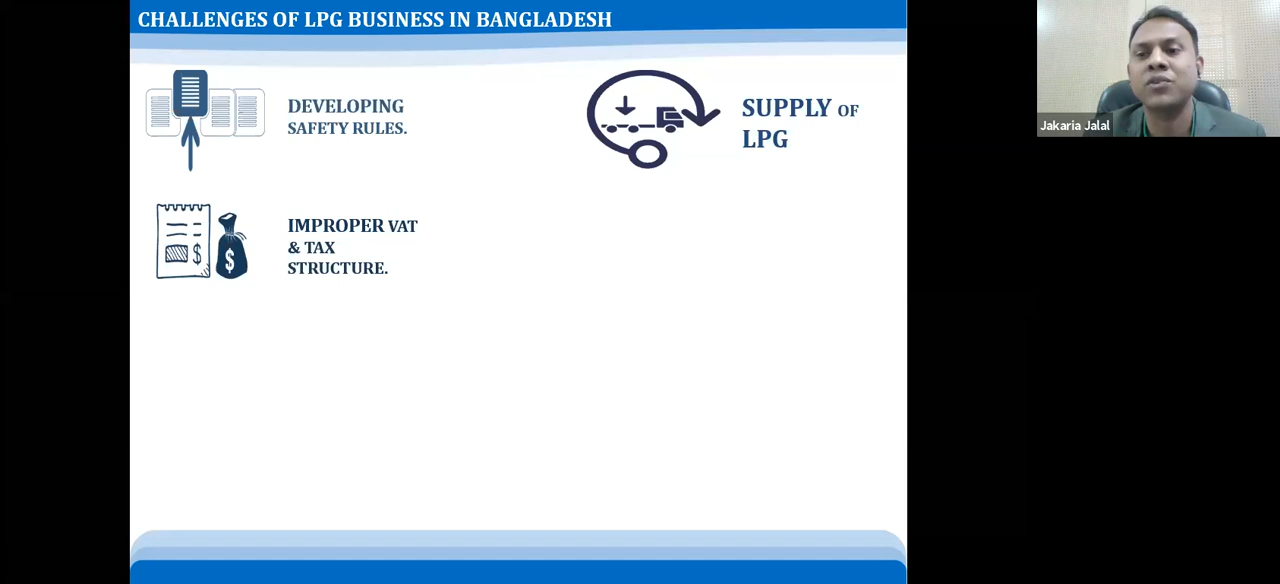 CHALLENGES OF LPG BUSINESS IN BANGLADESH
DEVELOPING
SAFETY RULES.
SUPPLY OF
LPG
IMPROPER VAT
& TAX
STRUCTURE.
$
$
Jakaria Jalal